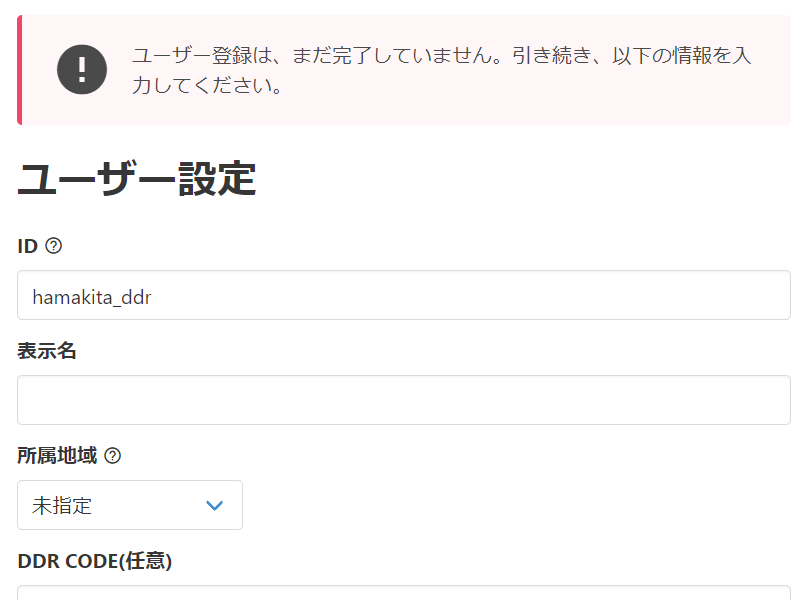 ユーザー登録は、まだ完了していません。引き続き、以下の情報を入
力してください。
ユーザー設定
ID
hamakita_ddr
表示名
所属地域
未指定
DDR CODE(任意)